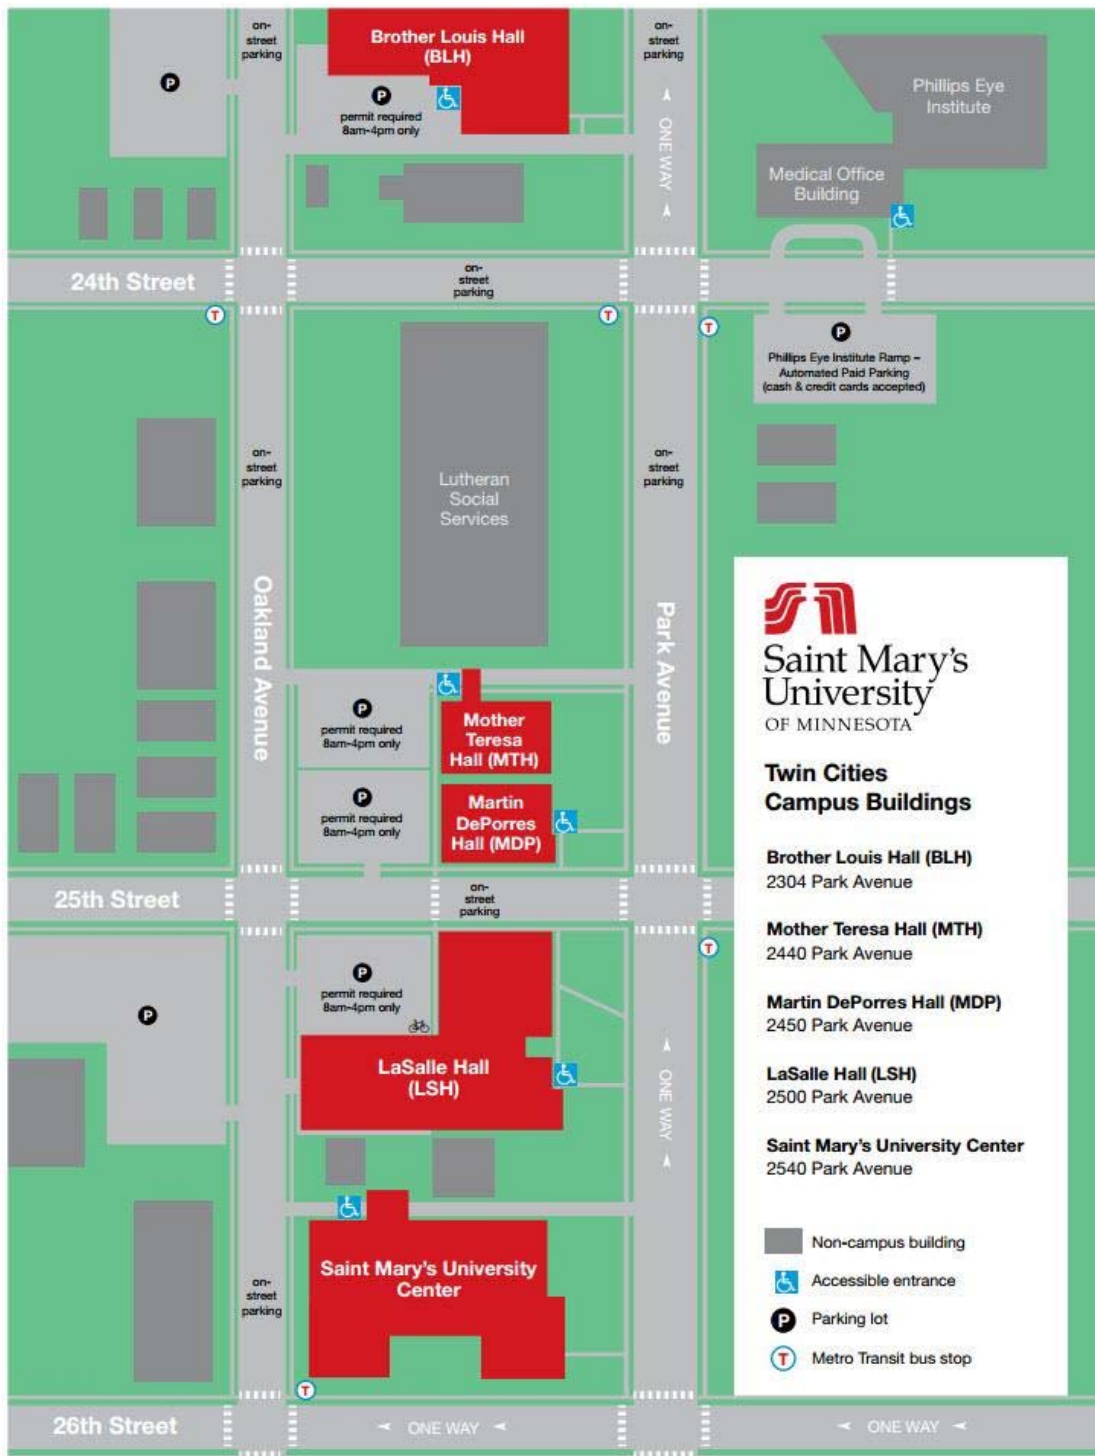 on-
street
parking
Brother Louis Hall
(BLH)
on-
street
parking
P
P
permit required
8am-4pm only
ONE WAY
Phillips Eye
Institute
Medical Office
Building
24th Street
on-
street
parking
T
T
T
P
Phillips Eye Institute Ramp –
Automated Paid Parking
(cash & credit cards accepted)
on-
street
parking
on-
street
parking
Lutheran
Social
Services
Oakland Avenue
Park Avenue
P
permit required
8am-4pm only
Mother
Teresa
Hall (MTH)
P
permit required
8am-4pm only
Martin
DePorres
Hall (MDP)
25th Street
on-
street
parking
T
P
permit required
8am-4pm only
P
LaSalle Hall
(LSH)
ONE WAY
Saint Mary's University
Center
on-
street
parking
T
26th Street
ONE WAY
ONE WAY
Saint Mary's
University
OF MINNESOTA
Twin Cities
Campus Buildings
Brother Louis Hall (BLH)
2304 Park Avenue
Mother Teresa Hall (MTH)
2440 Park Avenue
Martin DePorres Hall (MDP)
2450 Park Avenue
LaSalle Hall (LSH)
2500 Park Avenue
Saint Mary's University Center
2540 Park Avenue
Non-campus building
Accessible entrance
P Parking lot
T Metro Transit bus stop